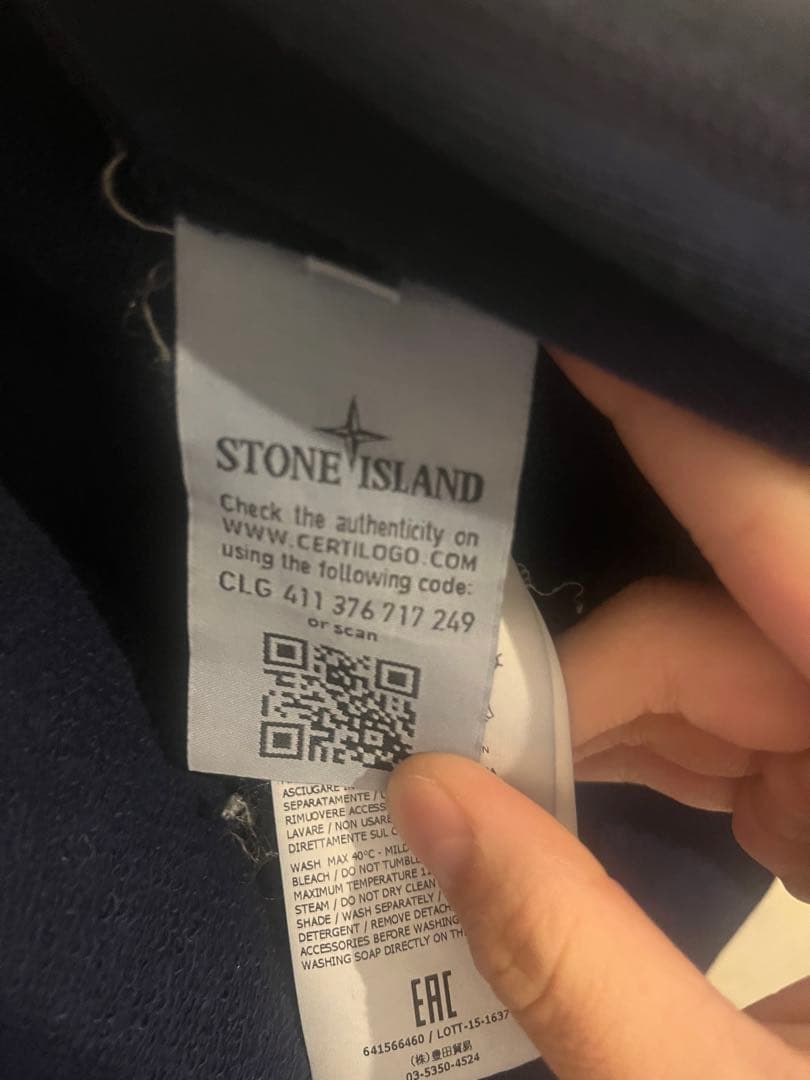 STONE ISLAND
Check the authenticity on
WWW.CERTILOGO.COM
using the following code:
CLG 411 376 717 249
or scan
ASCIUGARE
SEPARATAMENTE /
RIMUOVERE ACCESS
LAVARE / NON USARE
DIRETTAMENTE SUL
WASH MAX 40°C - MILD
BLEACH / DO NOT TUMBLE
MAXIMUM TEMPERATURE
STEAM / DO NOT DRY CLEAN
SHADE / WASH SEPARATELY /
DETERGENT / REMOVE DETACH
ACCESSORIES BEFORE WASHING
WASHING SOAP DIRECTLY ON TH
EAC
641566460 / LOTT-15-1637
(株)豊田貿易
03-5350-4524